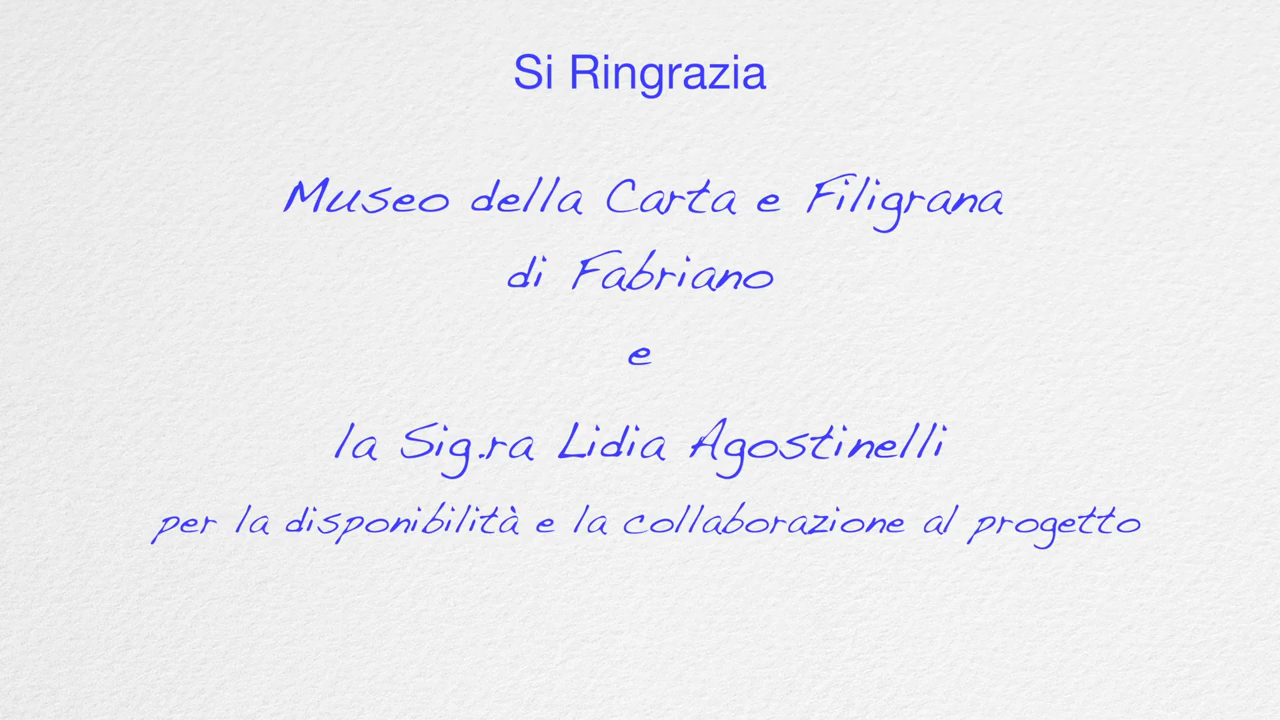 Si Ringrazia
Museo della Carta e Filigrana
di Fabriano
e
la Sig.ra Lidia Agostinelli
per la disponibilità e la collaborazione al progetto